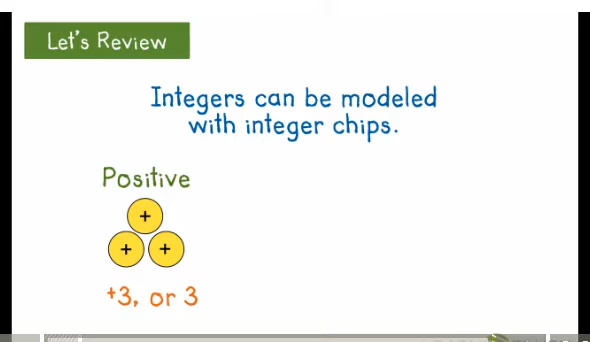 Let's Review
Integers can be modeled
with integer chips.
Positive
+
+ +
+3, or 3